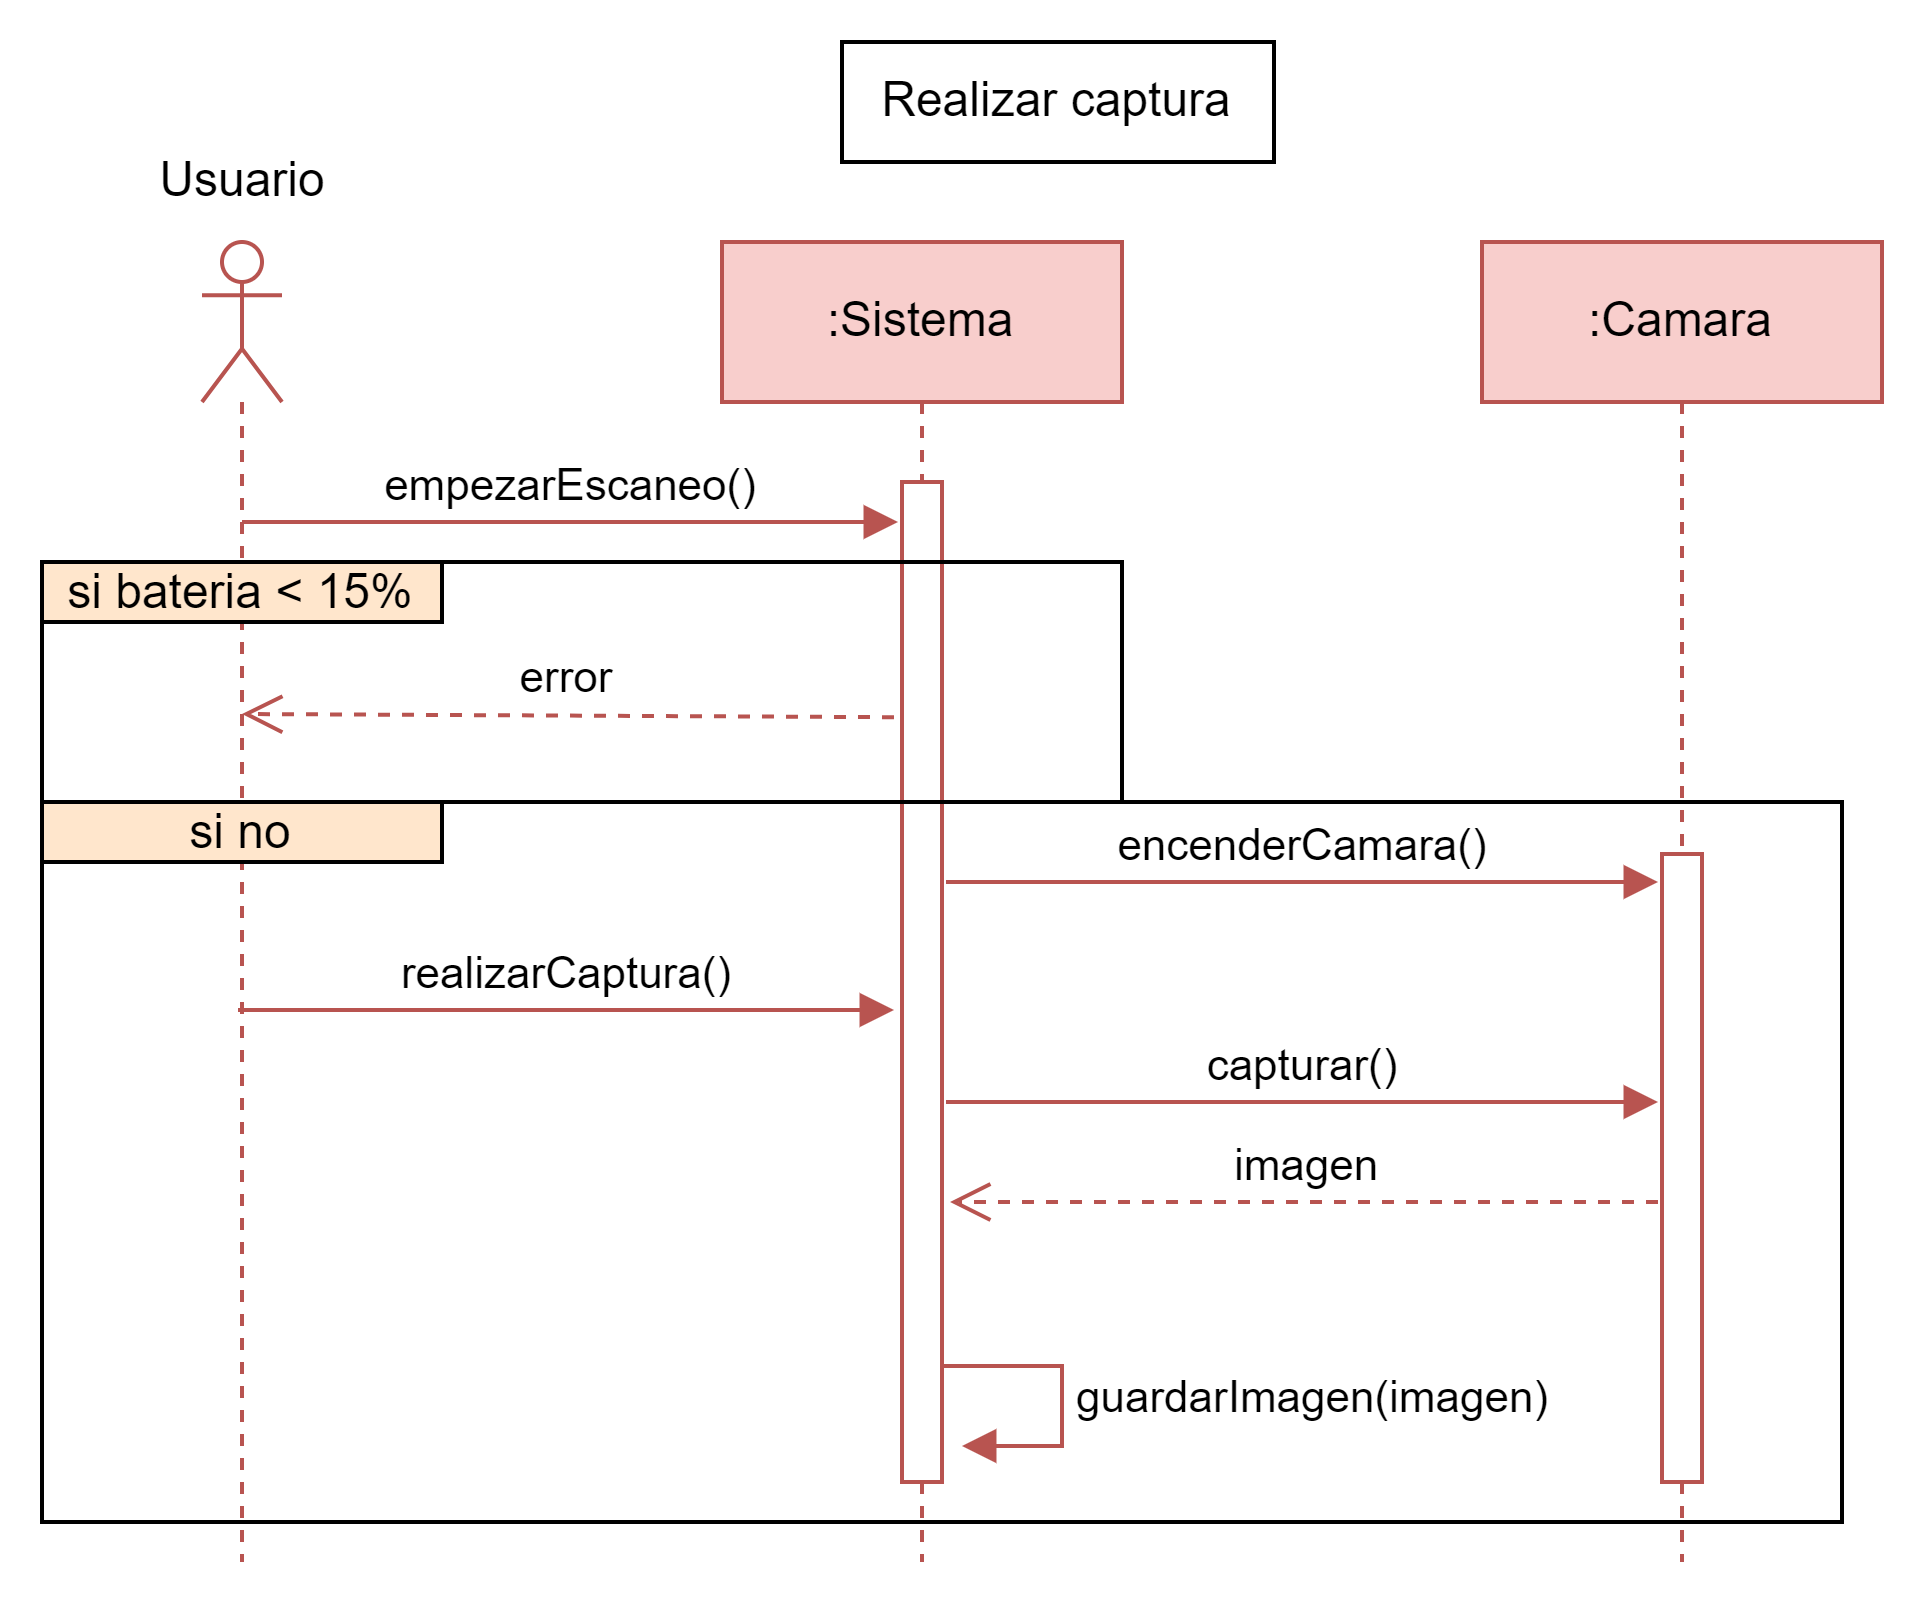 Realizar captura
Usuario
:Sistema
:Camara
empezarEscaneo()
si bateria < 15%
error
si no
encenderCamara()
realizarCaptura()
capturar()
imagen
guardarImagen(imagen)